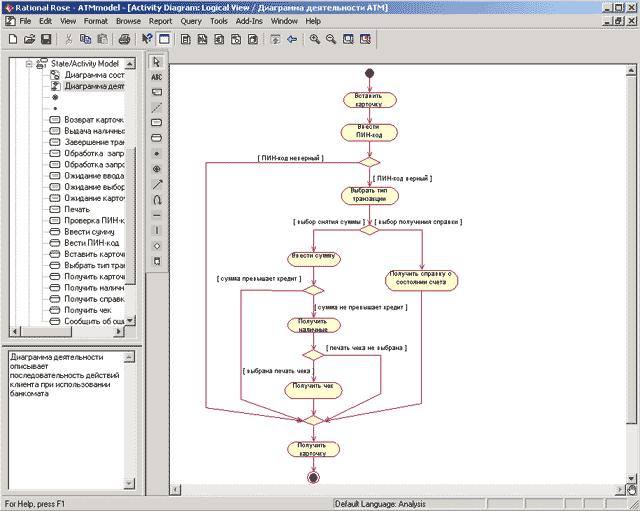 Rational Rose - ATMmodel - [Activity Diagram: Logical View / Диаграмма деятельности ATM]
File Edit View Format Browse Report Query Tools Add-Ins Window Help
State/Activity Model
Диаграмма сост
Диаграмма деят
Возврат карточк
Выдача наличны
Завершение тран
Обработка запр
Обработка запро
Ожидание ввода
Ожидание выбор
Ожидание карточ
Печать
Проверка ПИН-к
Ввести сумму
Вести ПИН-код
Вставить карточ
Выбрать тип тра
Получить карточ
Получить наличн
Получить справк
Получить чек
Сообщить об ош
Диаграмма деятельности
описывает
последовательность действий
клиента при использовании
банкомата
ABC
Вставить
карточку
Ввести
ПИН-код
[ ПИН-код неверный ]
[ ПИН-код верный ]
Выбрать тип
транзакции
[ выбор снятия суммы ]
[ выбор получения справки ]
Ввести сумму
Получить справку о
состоянии счета
[ сумма превышает кредит ]
[ сумма не превышает кредит ]
Получить
наличные
[ печать чека не выбрана ]
[ выбрана печать чека ]
Получить чек
Получить
карточку
For Help, press F1
Default Language: Analysis